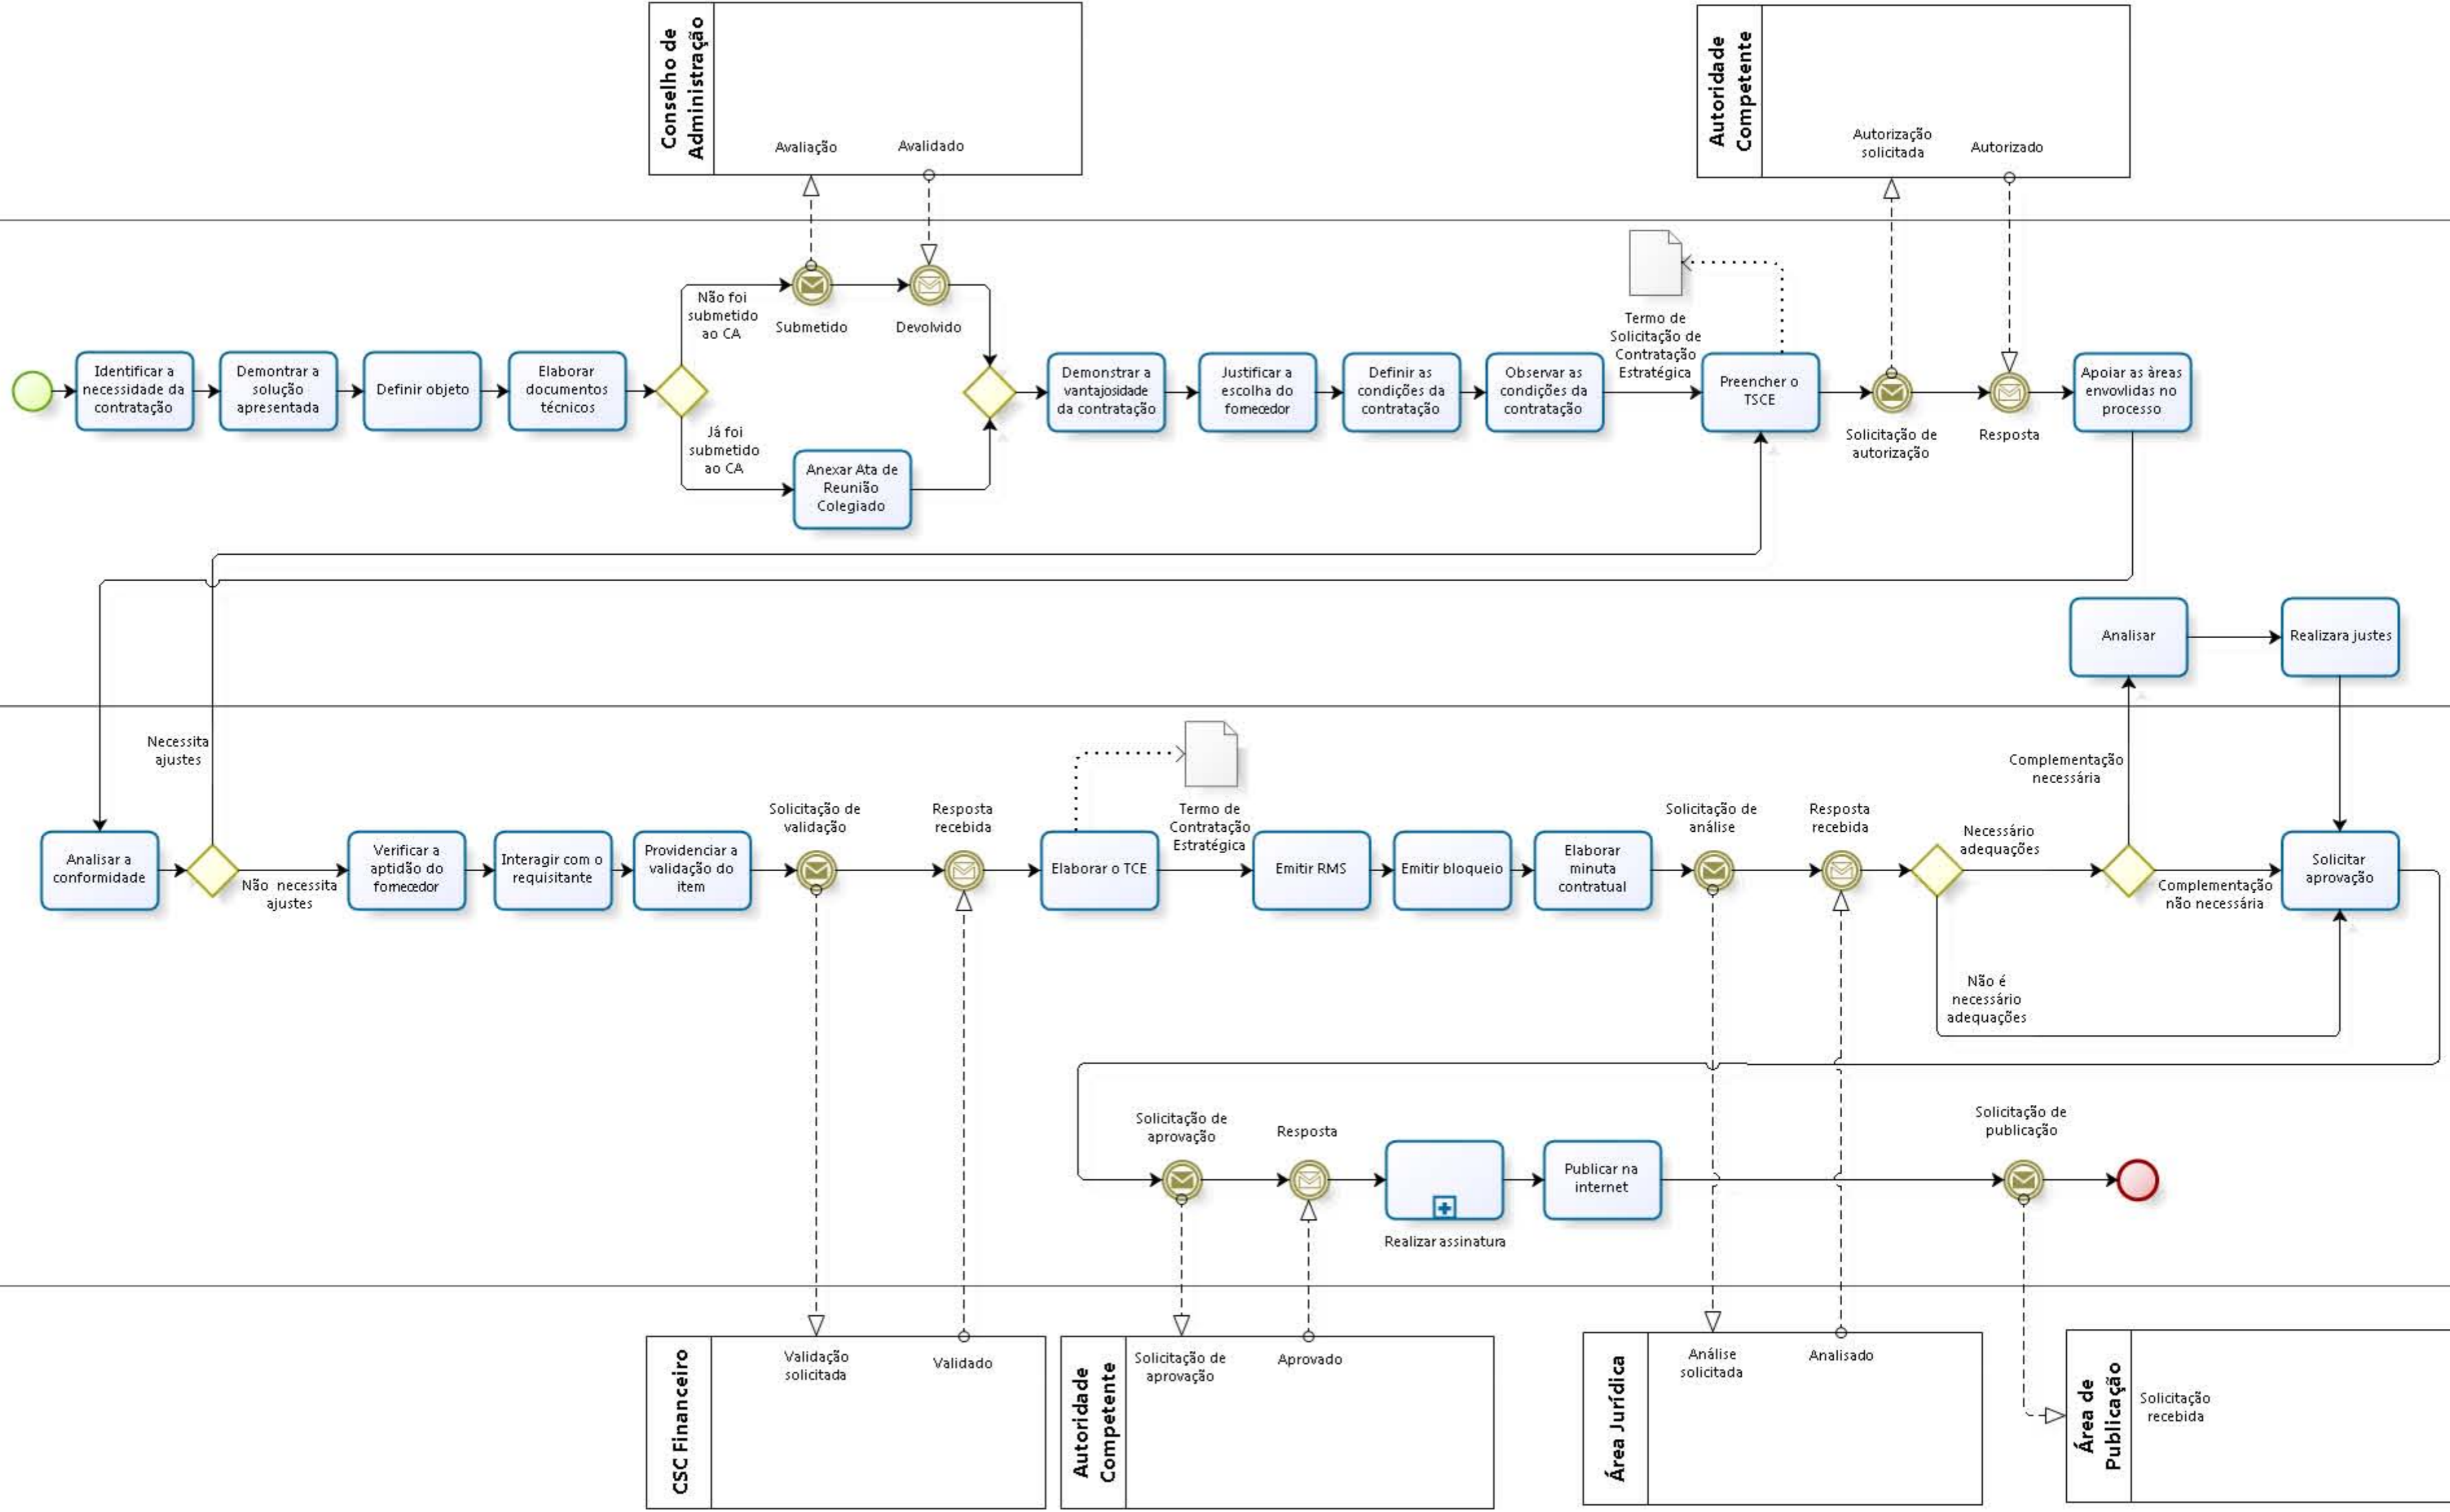 Conselho de
Administração
Avaliação
Avalidado
Autoridade
Competente
Autorização
solicitada
Autorizado
Não foi
submetido
ao CA
Submetido
Devolvido
Termo de
Solicitação de
Contratação
Estratégica
Identificar a
necessidade da
contratação
Demontrar a
solução
apresentada
Definir objeto
Elaborar
documentos
técnicos
Já foi
submetido
ao CA
Anexar Ata de
Reunião
Colegiado
Demonstrar a
vantajosidade
da contratação
Justificar a
escolha do
fornecedor
Definir as
condições da
contratação
Observar as
condições da
contratação
Preencher o
TSCE
Solicitação de
autorização
Resposta
Apoiar as àreas
envovlidas no
processo
Analisar
Realizara justes
Necessita
ajustes
Analisar a
conformidade
Não necessita
ajustes
Verificar a
aptidão do
fornecedor
Interagir com o
requisitante
Providenciar a
validação do
item
Solicitação de
validação
Resposta
recebida
Elaborar o TCE
Termo de
Contratação
Estratégica
Emitir RMS
Emitir bloqueio
Elaborar
minuta
contratual
Solicitação de
análise
Resposta
recebida
Necessário
adequações
Complementação
necessária
Complementação
não necessária
Solicitar
aprovação
Não é
necessário
adequações
Solicitação de
aprovação
Resposta
Realizar assinatura
Publicar na
internet
Solicitação de
publicação
CSC Financeiro
Validação
solicitada
Validado
Autoridade
Competente
Solicitação de
aprovação
Aprovado
Área Jurídica
Análise
solicitada
Analisado
Área de
Publicação
Solicitação
recebida